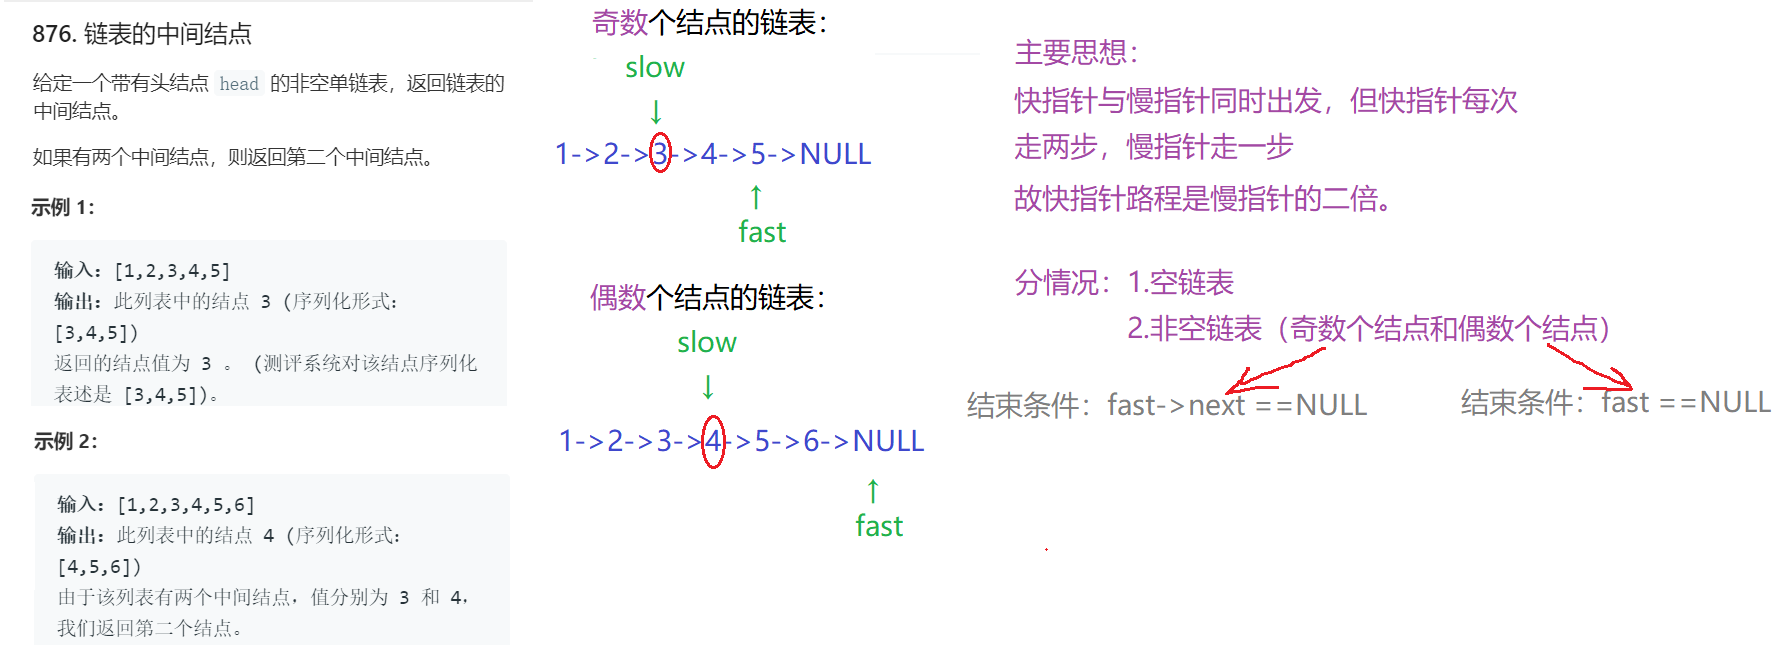 876. 链表的中间结点
给定一个带有头结点 head 的非空单链表，返回链表的
中间结点。
如果有两个中间结点，则返回第二个中间结点。
示例 1：
输入：[1,2,3,4,5]
输出：此列表中的结点 3 (序列化形式：
[3,4,5])
返回的结点值为 3 。 (测评系统对该结点序列化
表述是 [3,4,5])。
示例 2：
输入：[1,2,3,4,5,6]
输出：此列表中的结点 4 (序列化形式：
[4,5,6])
由于该列表有两个中间结点，值分别为 3 和 4，
我们返回第二个结点。
奇数个结点的链表：
slow
↓
1->2->3->4->5->NULL
↑
fast
偶数个结点的链表：
slow
↓
1->2->3->4->5->6->NULL
↑
fast
主要思想：
快指针与慢指针同时出发，但快指针每次
走两步，慢指针走一步
故快指针路程是慢指针的二倍。
分情况：1.空链表
2.非空链表（奇数个结点和偶数个结点）
结束条件：fast->next ==NULL
结束条件：fast ==NULL